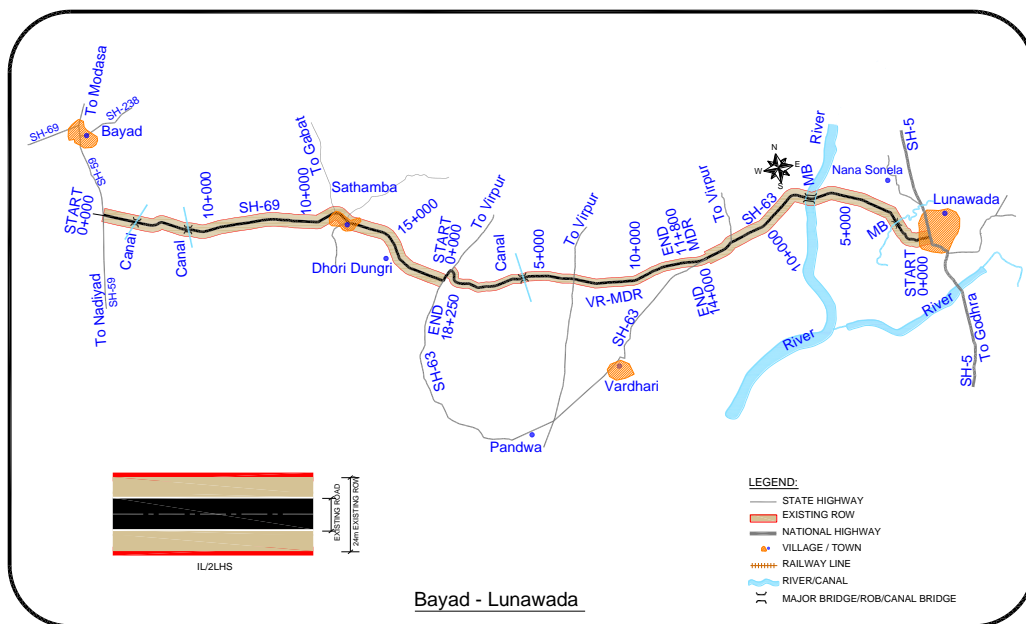 To Modasa
SH-238
SH-69
Bayad
SH-59
START
0+000
Canal
Canal
10+000
SH-69
10+000
To Gabat
Sathamba
15+000
Dhori Dungri
To Nadiyad
SH-59
START
0+000
To Virpur
END
18+250
SH-63
Canal
5+000
To Virpur
VR-MDR
10+000
END
11+800
MDR
To Virpur
END
14+000
SH-63
Vardhari
Pandwa
SH-63
10+000
N
W
E
S
MB
River
5+000
Nana Sonela
SH-5
Lunawada
MB
START
0+000
River
River
To Godhra
SH-5
EXISTING ROAD
24m EXISTING ROW
IL/2LHS
Bayad - Lunawada
LEGEND:
STATE HIGHWAY
EXISTING ROW
NATIONAL HIGHWAY
VILLAGE / TOWN
RAILWAY LINE
RIVER/CANAL
MAJOR BRIDGE/ROB/CANAL BRIDGE